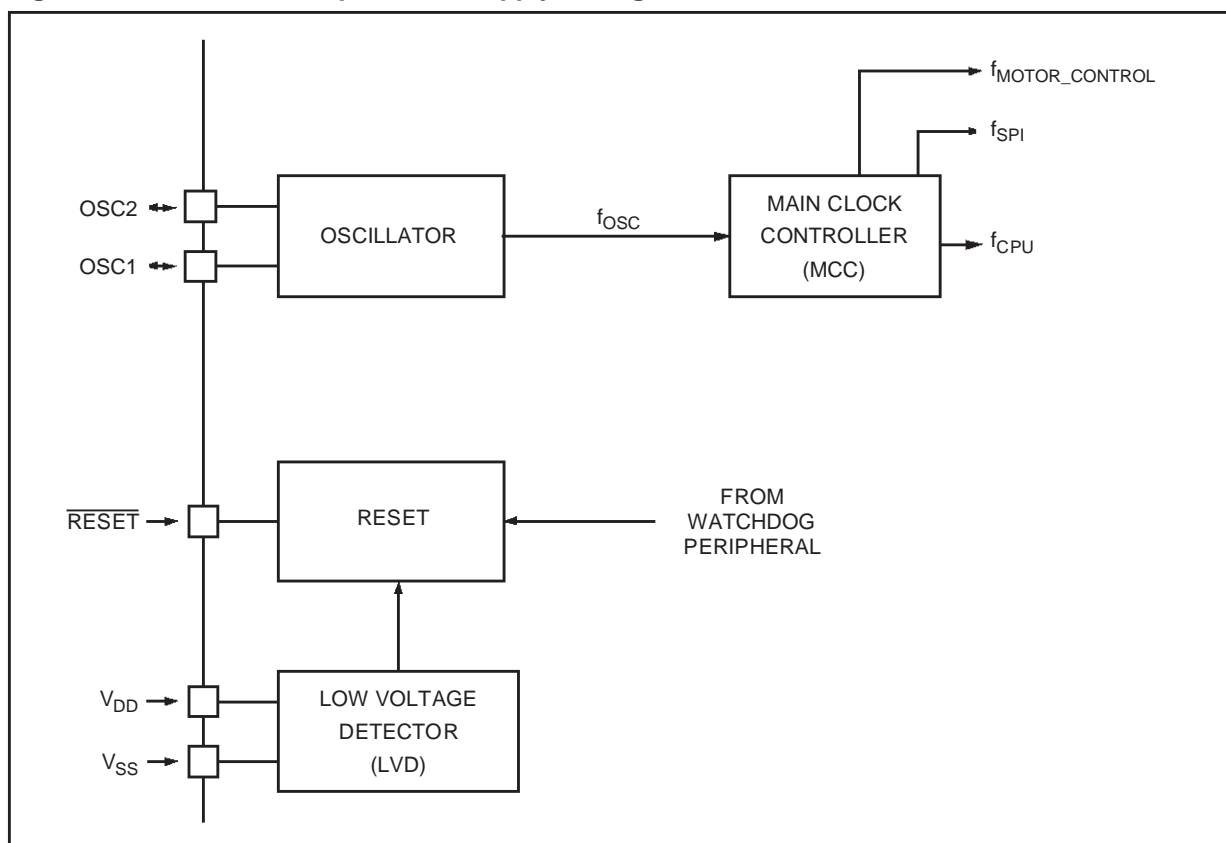 fMOTOR_CONTROL
fSPI
OSC2
OSC1
OSCILLATOR
fOSC
MAIN CLOCK
CONTROLLER
(MCC)
fCPU
RESET
RESET
FROM
WATCHDOG
PERIPHERAL
VDD
VSS
LOW VOLTAGE
DETECTOR
(LVD)